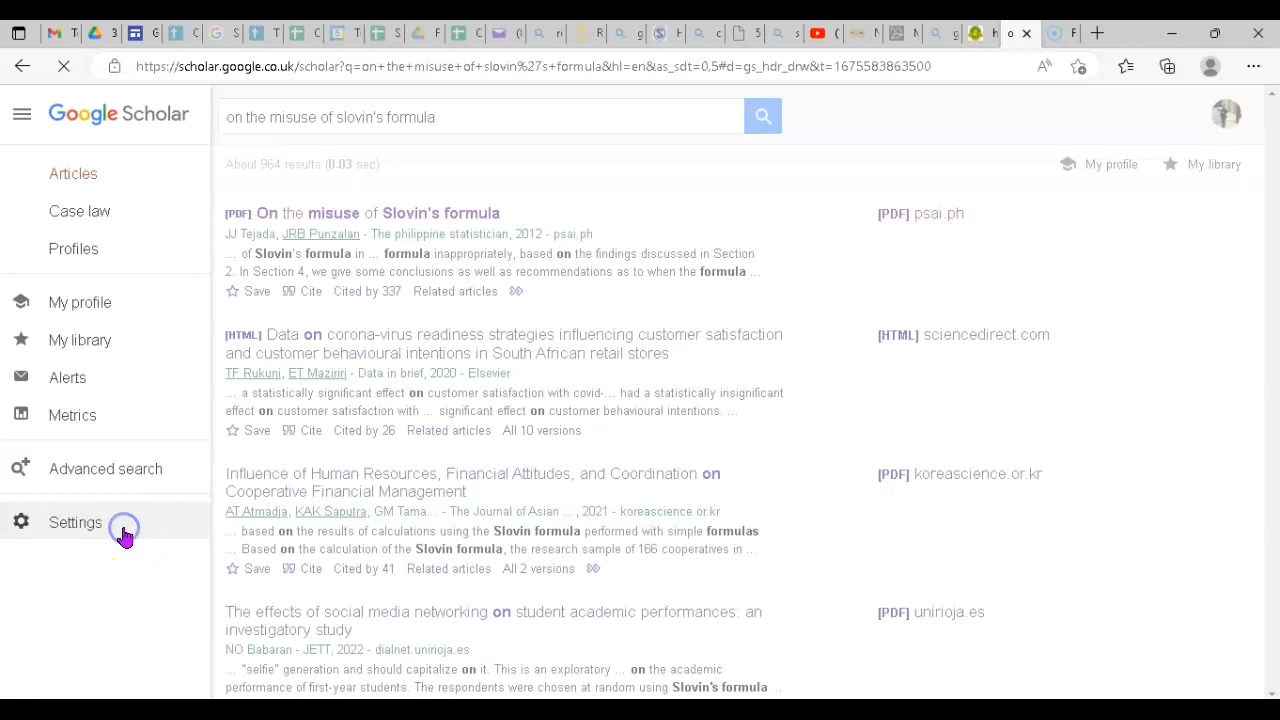 T
3
G
C
S
T
C
T
C
F
C
(
n
R
g
H
c
5
s
(
N
N
g
h
o
F
https://scholar.google.co.uk/scholar?q=on+the+misuse+of+slovin%27s+formula&hl=en&as_sdt=0,5#d=gs_hdr_drw&t=1675583863500
Google Scholar
on the misuse of slovin's formula
Articles
Case law
Profiles
My profile
My library
Alerts
Metrics
Advanced search
Settings
About 964 results (0.03 sec)
My profile
My library
[PDF] On the misuse of Slovin's formula
[PDF] psai.ph
JJ Tejada, JRB Punzalan - The philippine statistician, 2012 - psai.ph
... of Slovin's formula in ... formula inappropriately, based on the findings discussed in Section
2. In Section 4, we give some conclusions as well as recommendations as to when the formula ...
Save Cite Cited by 337 Related articles
[HTML] Data on corona-virus readiness strategies influencing customer satisfaction
and customer behavioural intentions in South African retail stores
[HTML] sciencedirect.com
TF Rukuni, ET Maziriri - Data in brief, 2020 - Elsevier
... a statistically significant effect on customer satisfaction with covid-... had a statistically insignificant
effect on customer satisfaction with ... significant effect on customer behavioural intentions. ...
Save Cite Cited by 26 Related articles All 10 versions
Influence of Human Resources, Financial Attitudes, and Coordination on
Cooperative Financial Management
[PDF] koreascience.or.kr
AT Atmadja, KAK Saputra, GM Tama... - The Journal of Asian ..., 2021 - koreascience.or.kr
... based on the results of calculations using the Slovin formula performed with simple formulas
... Based on the calculation of the Slovin formula, the research sample of 166 cooperatives in ...
Save Cite Cited by 41 Related articles All 2 versions
The effects of social media networking on student academic performances: an
investigatory study
[PDF] unirioja.es
NO Babaran - JETT, 2022 - dialnet.unirioja.es
... "selfie" generation and should capitalize on it. This is an exploratory ... on the academic
performance of first-year students. The respondents were chosen at random using Slovin's formula ...